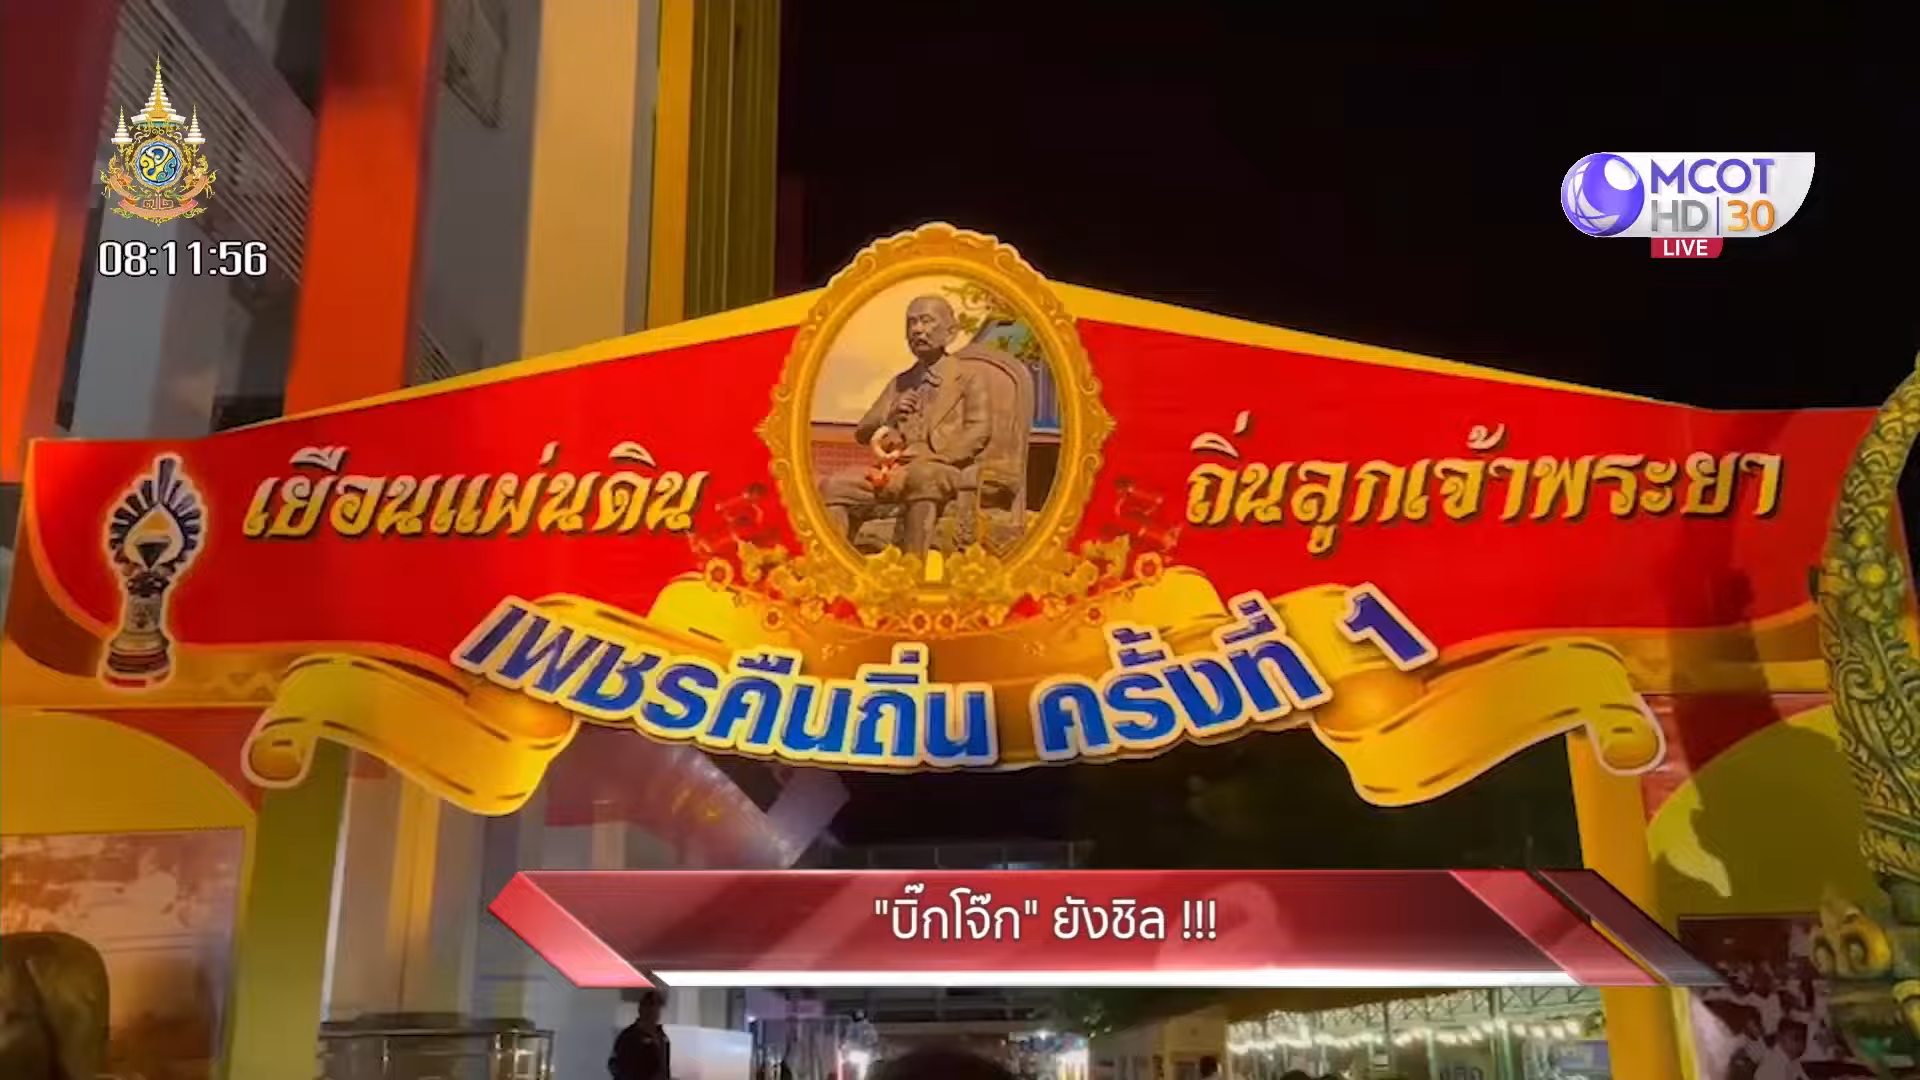 08:11:56
MCOT
HD 30
LIVE
เยือนแผ่นดิน
ถิ่นลูกเจ้าพระยา
เพชรคืนถิ่น ครั้งที่ 1
"บิ๊กโจ๊ก" ยังชิล !!!